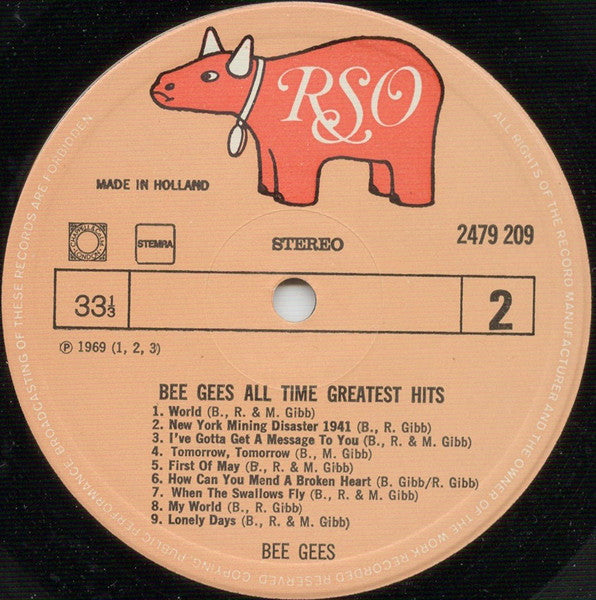 RSO
MADE IN HOLLAND
CHAPPELL & Co LTD LONDON
STEMRA
STEREO
2479 209
33⅓
2
℗ 1969 (1, 2, 3)
BEE GEES ALL TIME GREATEST HITS
1. World (B., R. & M. Gibb)
2. New York Mining Disaster 1941 (B., R. Gibb)
3. I've Gotta Get A Message To You (B., R. & M. Gibb)
4. Tomorrow, Tomorrow (B., M. Gibb)
5. First Of May (B., R. & M. Gibb)
6. How Can You Mend A Broken Heart (B. Gibb/R. Gibb)
7. When The Swallows Fly (B., R. & M. Gibb)
8. My World (B., R. Gibb)
9. Lonely Days (B., R. & M. Gibb)
BEE GEES
ALL RIGHTS OF THE RECORD MANUFACTURER AND THE OWNER OF THE WORK RECORDED RESERVED COPYING PUBLIC PERFORMANCE BROADCASTING OF THESE RECORDS ARE FORBIDDEN